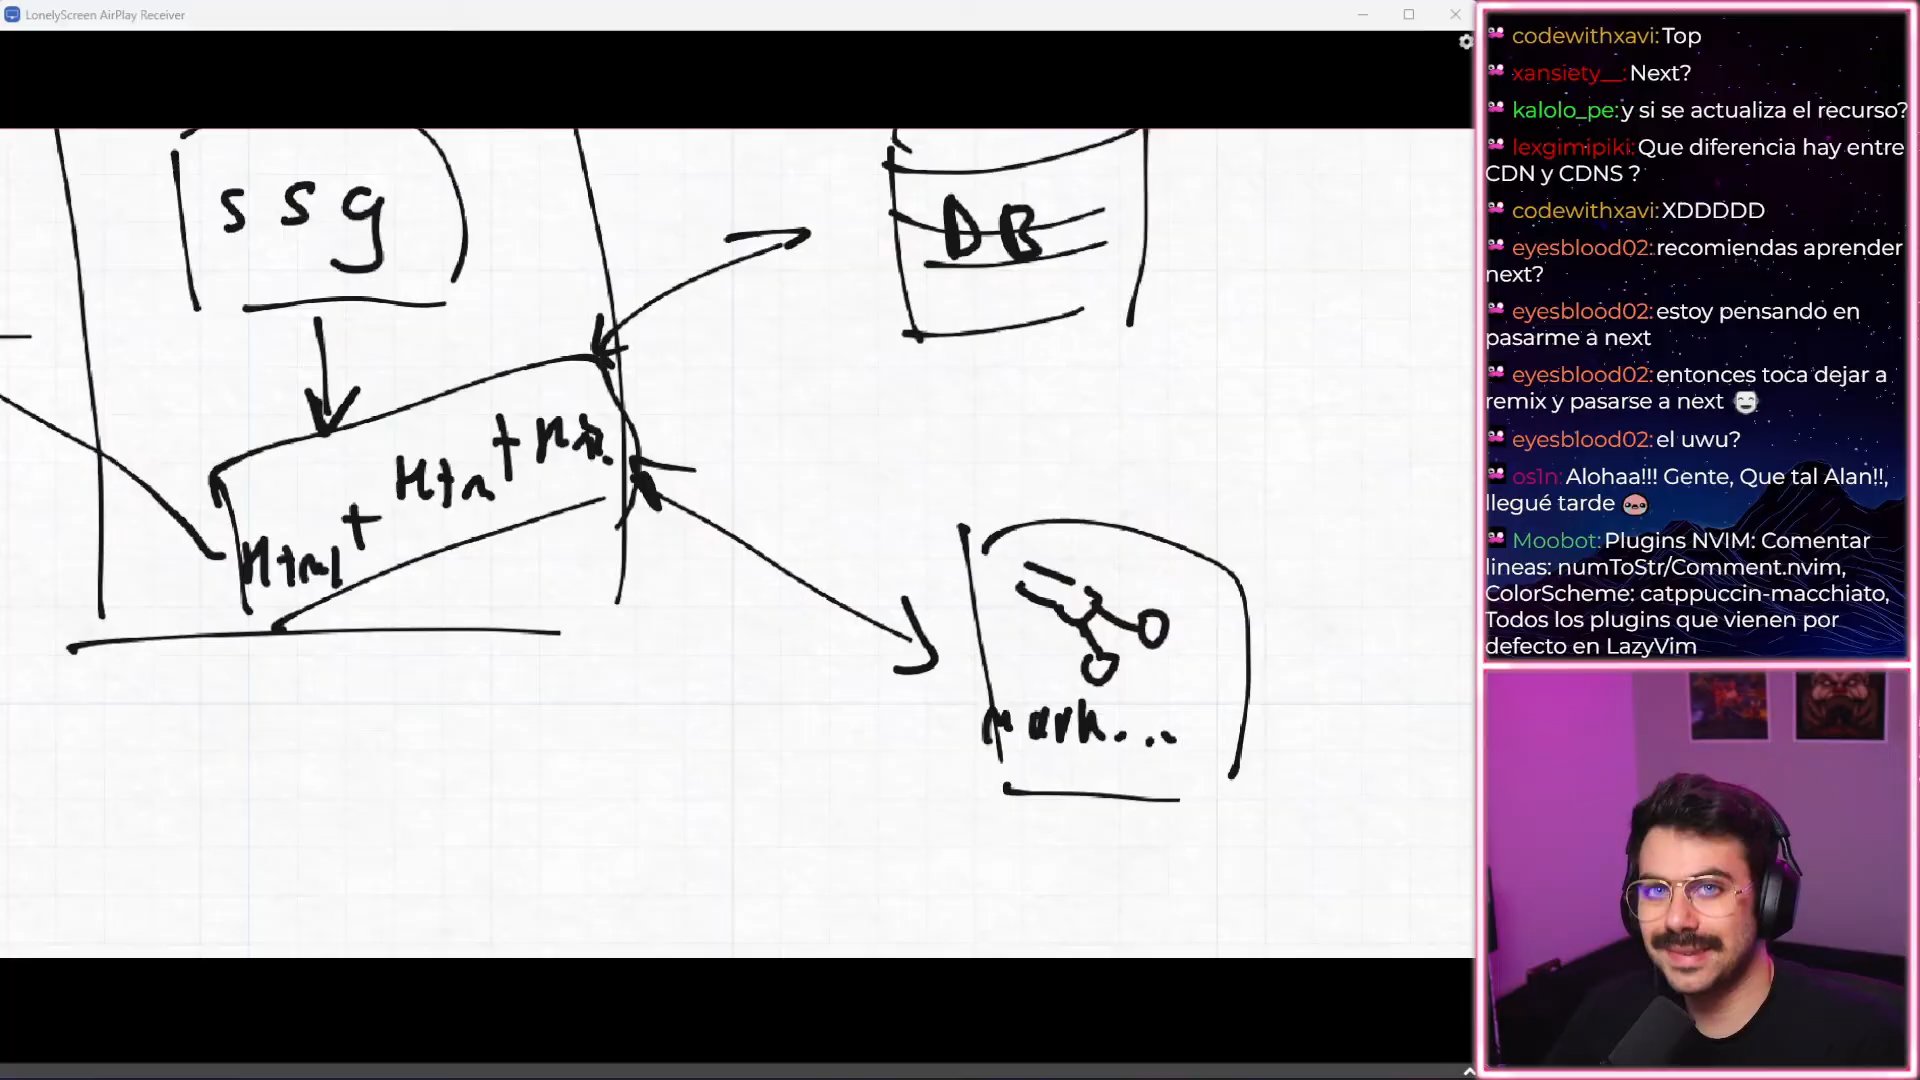 LonelyScreen AirPlay Receiver
ssg
DB
Html + Htm +
mark...
codewithxavi: Top
xansiety__: Next?
kalolo_pe: y si se actualiza el recurso?
lexgimipiki: Que diferencia hay entre
CDN y CDNS ?
codewithxavi: XDDDDD
eyesblood02: recomiendas aprender
next?
eyesblood02: estoy pensando en
pasarme a next
eyesblood02: entonces toca dejar a
remix y pasarse a next
eyesblood02: el uwu?
os1n: Alohaa!!! Gente, Que tal Alan!!,
llegué tarde
Moobot: Plugins NVIM: Comentar
lineas: numToStr/Comment.nvim,
ColorScheme: catppuccin-macchiato,
Todos los plugins que vienen por
defecto en LazyVim